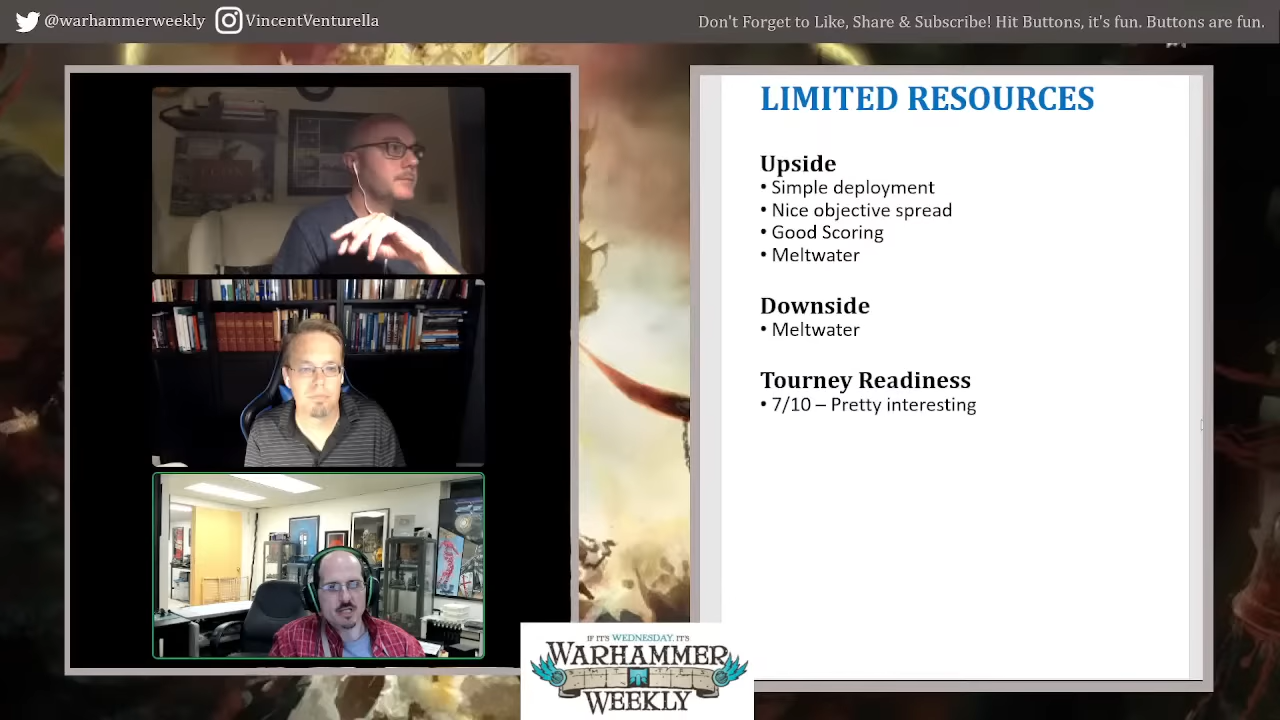 @warhammerweekly VincentVenturella
Don't Forget to Like, Share & Subscribe! Hit Buttons, it's fun. Buttons are fun.
LIMITED RESOURCES
Upside
• Simple deployment
• Nice objective spread
• Good Scoring
• Meltwater
Downside
• Meltwater
Tourney Readiness
• 7/10 – Pretty interesting
IF IT'S WEDNESDAY, IT'S
WARHAMMER
WEEKLY